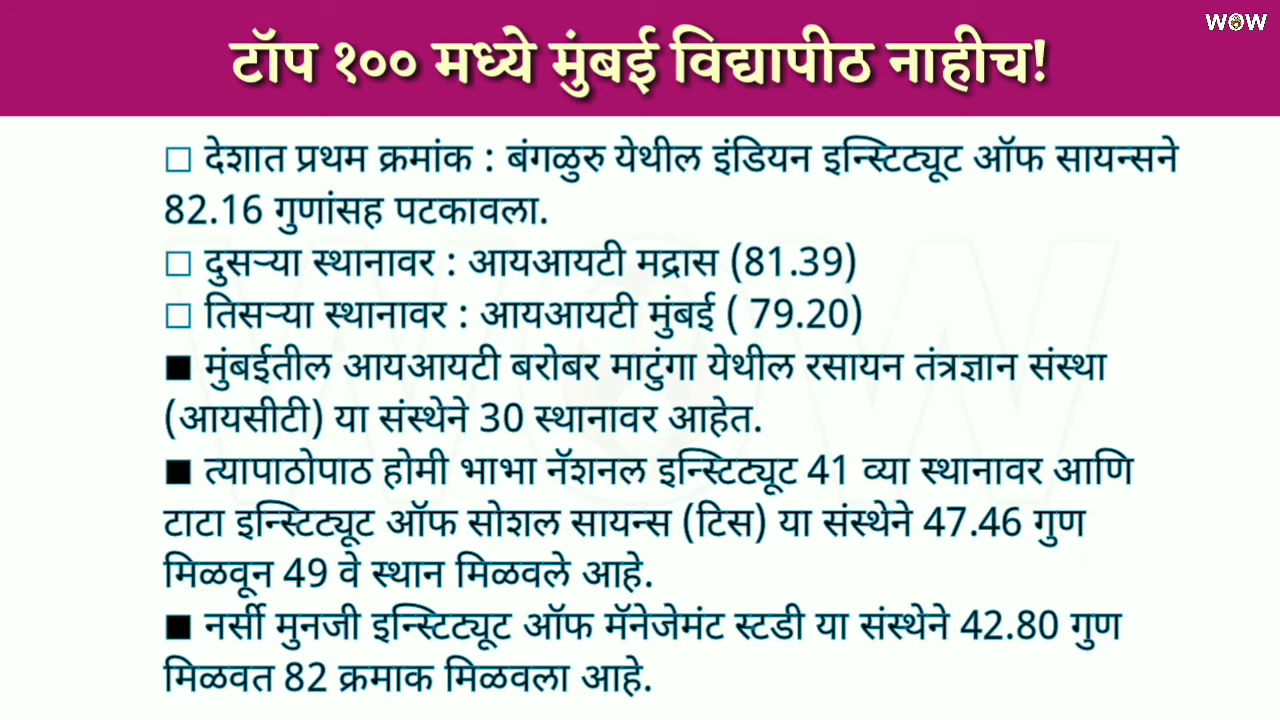 WOW
टॉप १०० मध्ये मुंबई विद्यापीठ नाहीच!
□ देशात प्रथम क्रमांक : बंगळुरु येथील इंडियन इन्स्टिट्यूट ऑफ सायन्सने
82.16 गुणांसह पटकावला.
□ दुसऱ्या स्थानावर : आयआयटी मद्रास (81.39)
□ तिसऱ्या स्थानावर : आयआयटी मुंबई ( 79.20)
■ मुंबईतील आयआयटी बरोबर माटुंगा येथील रसायन तंत्रज्ञान संस्था
(आयसीटी) या संस्थेने 30 स्थानावर आहेत.
■ त्यापाठोपाठ होमी भाभा नॅशनल इन्स्टिट्यूट 41 व्या स्थानावर आणि
टाटा इन्स्टिट्यूट ऑफ सोशल सायन्स (टिस) या संस्थेने 47.46 गुण
मिळवून 49 वे स्थान मिळवले आहे.
■ नर्सी मुनजी इन्स्टिट्यूट ऑफ मॅनेजेमंट स्टडी या संस्थेने 42.80 गुण
मिळवत 82 क्रमाक मिळवला आहे.